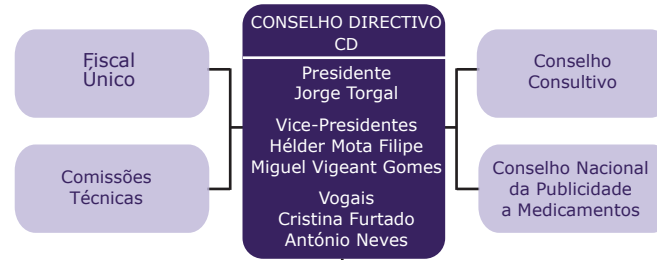 CONSELHO DIRECTIVO
CD
Presidente
Jorge Torgal
Vice-Presidentes
Hélder Mota Filipe
Miguel Vigeant Gomes
Vogais
Cristina Furtado
António Neves
Fiscal
Único
Comissões
Técnicas
Conselho
Consultivo
Conselho Nacional
da Publicidade
a Medicamentos